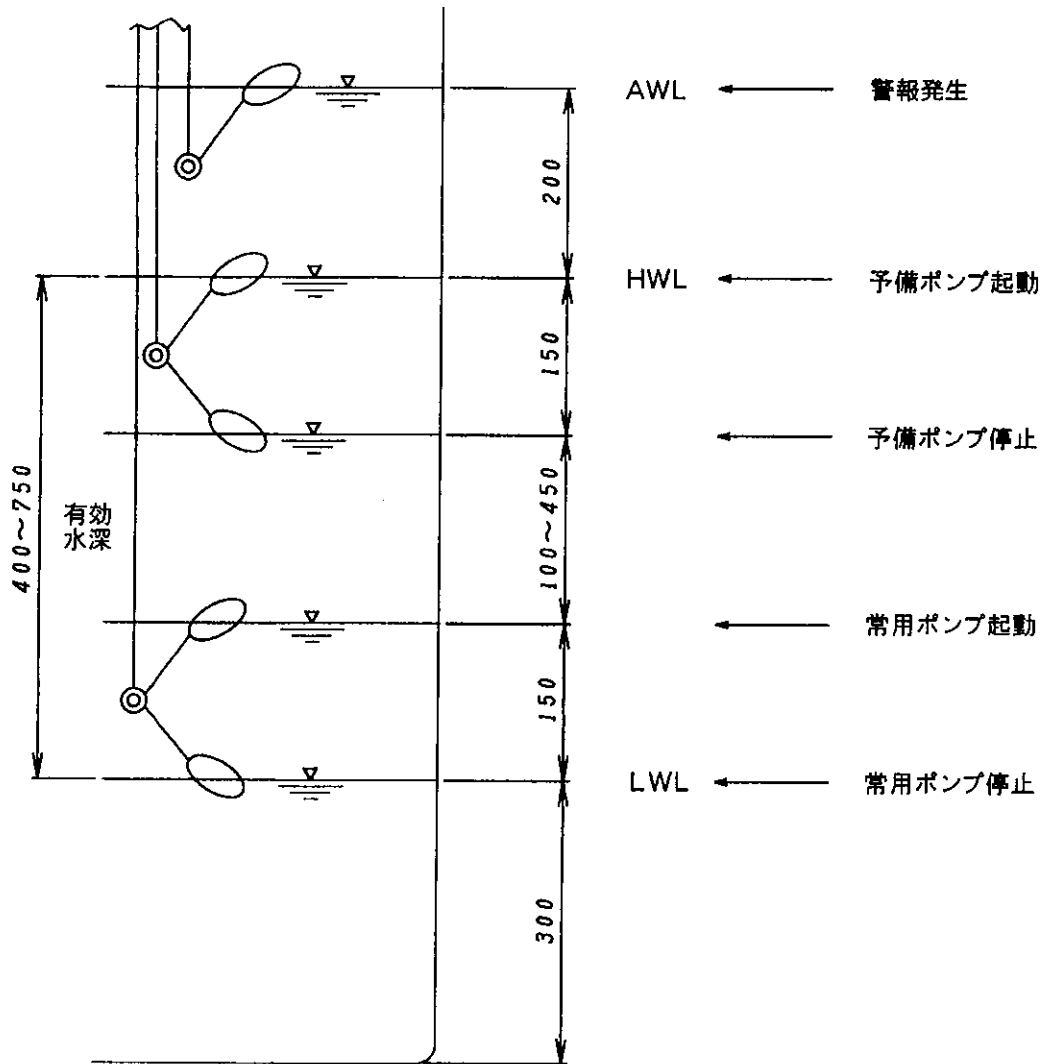 AWL 警報発生
200
HWL 予備ポンプ起動
150
予備ポンプ停止
400～750
有効
水深
100～450
常用ポンプ起動
150
LWL 常用ポンプ停止
300